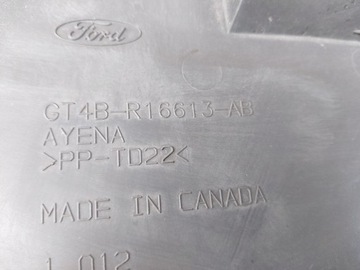 Ford
GT4B-R16613-AB
AYENA
>PP-TD22<
MADE IN CANADA
1 012